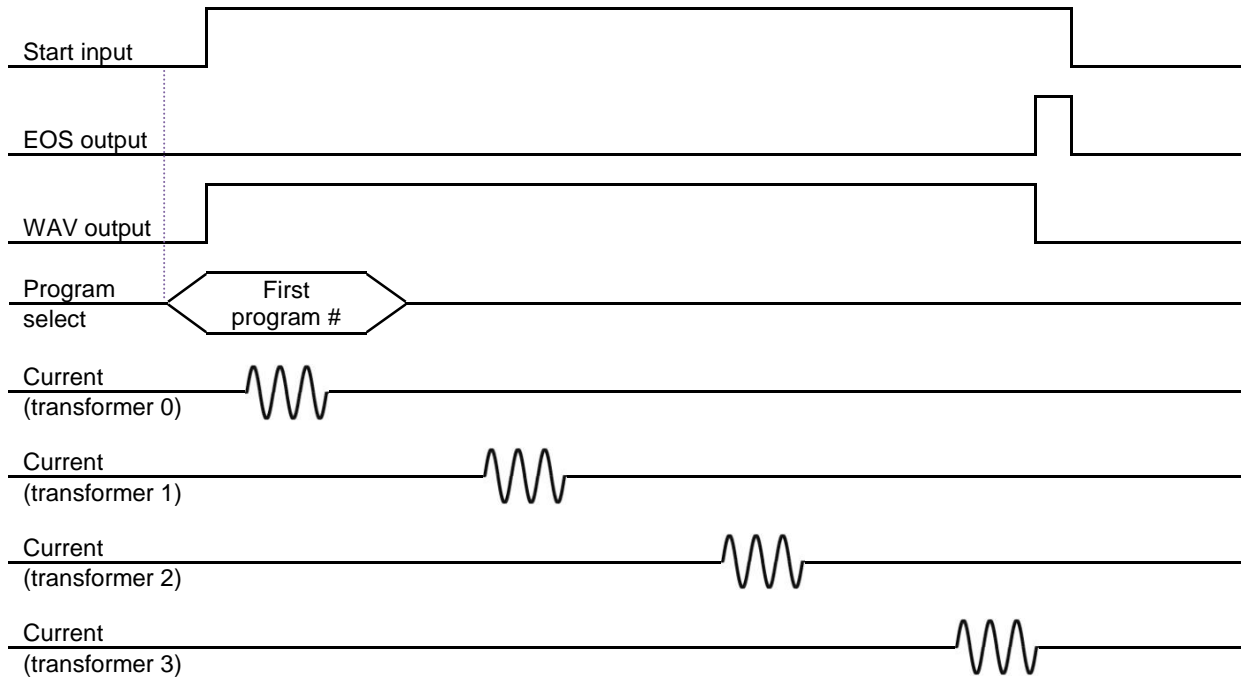 Start input
EOS output
WAV output
Program
select
First
program #
Current
(transformer 0)
Current
(transformer 1)
Current
(transformer 2)
Current
(transformer 3)